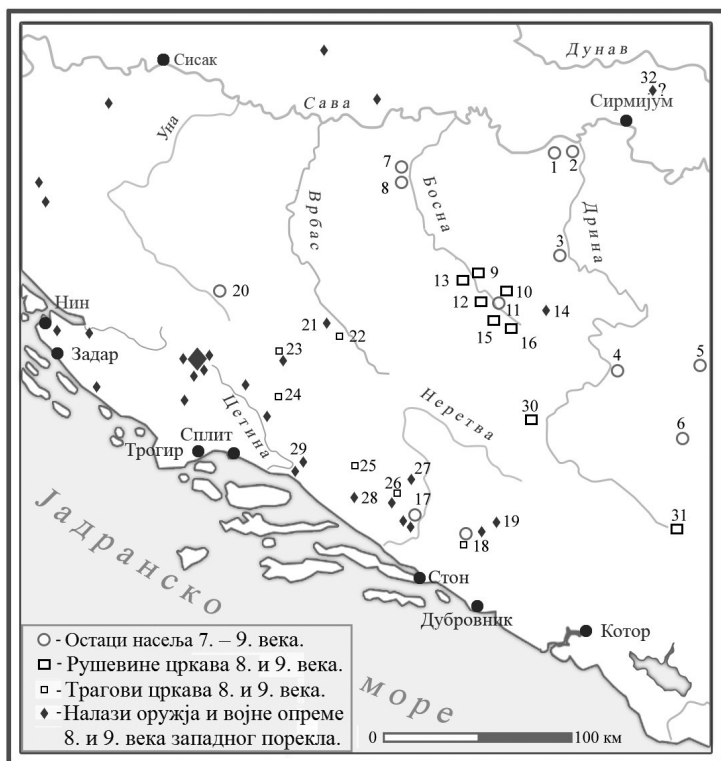 Дунав
32
?
Сисак
Сирмијум
Сава
Уна
Врбас
Босна
Дрина
1
2
7
8
3
9
13
10
12
11
14
15
16
20
21
22
23
24
Нин
Задар
4
5
6
Неретва
30
Цетина
Сплит
Трогир
29
25
27
26
28
17
19
18
31
Стон
Дубровник
Котор
Јадранско
море
- Остаци насеља 7. – 9. века.
- Рушевине цркава 8. и 9. века.
- Трагови цркава 8. и 9. века.
- Налази оружја и војне опреме
8. и 9. века западног порекла.
0
100 км